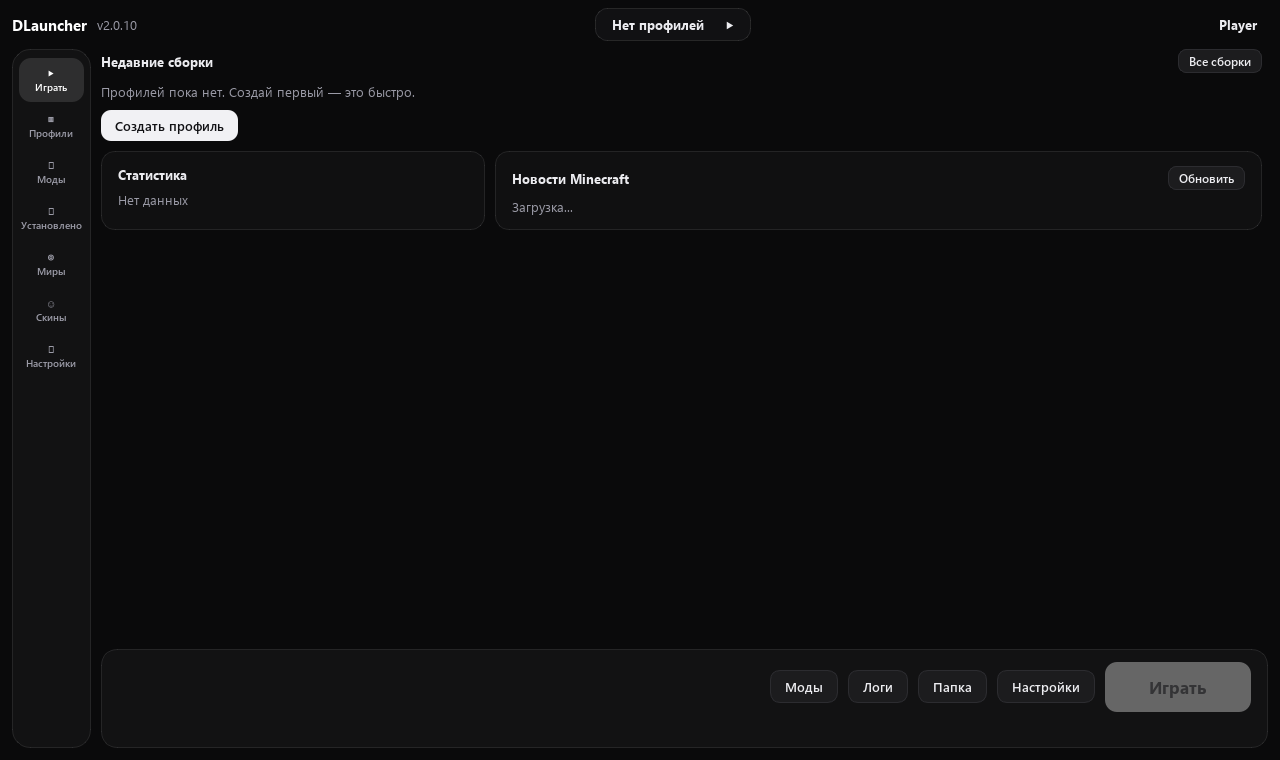 DLauncher v2.0.10
Нет профилей
Player
Играть
Профили
Моды
Установлено
Миры
Скины
Настройки
Недавние сборки
Все сборки
Профилей пока нет. Создай первый — это быстро.
Создать профиль
Статистика
Нет данных
Новости Minecraft
Обновить
Загрузка...
Моды
Логи
Папка
Настройки
Играть